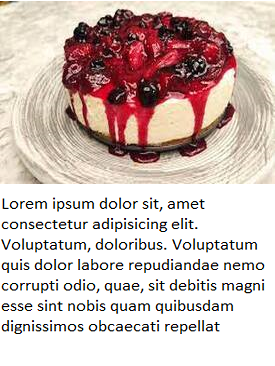 Lorem ipsum dolor sit, amet
consectetur adipisicing elit.
Voluptatum, doloribus. Voluptatum
quis dolor labore repudiandae nemo
corrupti odio, quae, sit debitis magni
esse sint nobis quam quibusdam
dignissimos obcaecati repellat